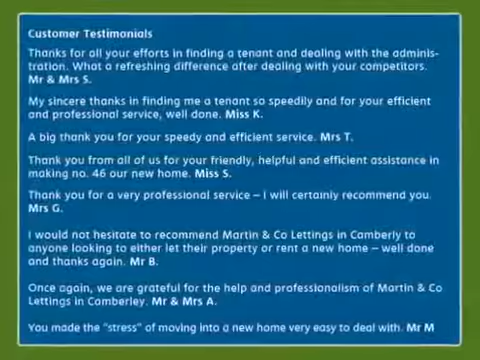 Customer Testimonials
Thanks for all your efforts in finding a tenant and dealing with the adminis-
tration. What a refreshing difference after dealing with your competitors.
Mr & Mrs S.
My sincere thanks in finding me a tenant so speedily and for your efficient
and professional service, well done. Miss K.
A big thank you for your speedy and efficient service. Mrs T.
Thank you from all of us for your friendly, helpful and efficient assistance in
making no. 46 our new home. Miss S.
Thank you for a very professional service – I will certainly recommend you.
Mrs G.
I would not hesitate to recommend Martin & Co Lettings in Camberly to
anyone looking to either let their property or rent a new home – well done
and thanks again. Mr B.
Once again, we are grateful for the help and professionalism of Martin & Co
Lettings in Camberley. Mr & Mrs A.
You made the "stress" of moving into a new home very easy to deal with. Mr M